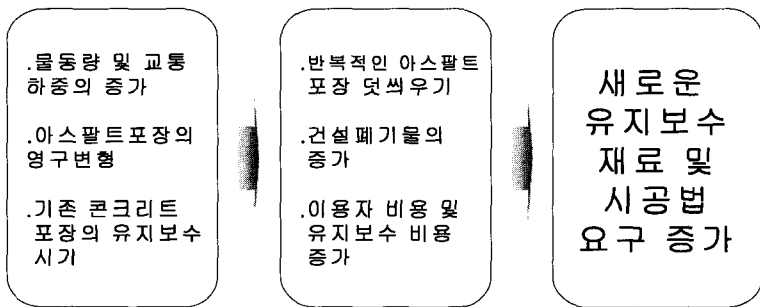 .물동량 및 교통
하중의 증가
.아스팔트포장의
영구변형
.기존 콘크리트
포장의 유지보수
시기
.반복적인 아스팔트
포장 덧씌우기
.건설폐기물의
증가
.이용자 비용 및
유지보수 비용
증가
새로운
유지보수
재료 및
시공법
요구 증가